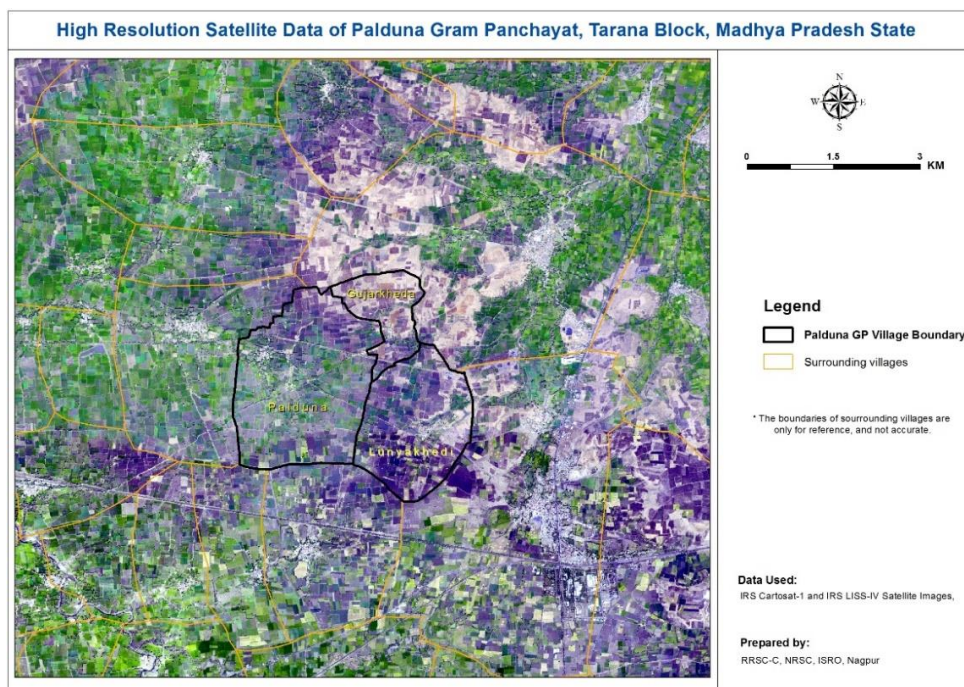 High Resolution Satellite Data of Palduna Gram Panchayat, Tarana Block, Madhya Pradesh State
N
W E
S
0 1.5 3
KM
Gujarkheda
Palduna
Lunyakhedi
Legend
Palduna GP Village Boundary
Surrounding villages
* The boundaries of sourrounding villages are
only for reference, and not accurate.
Data Used:
IRS Cartosat-1 and IRS LISS-IV Satellite Images,
Prepared by:
RRSC-C, NRSC, ISRO, Nagpur